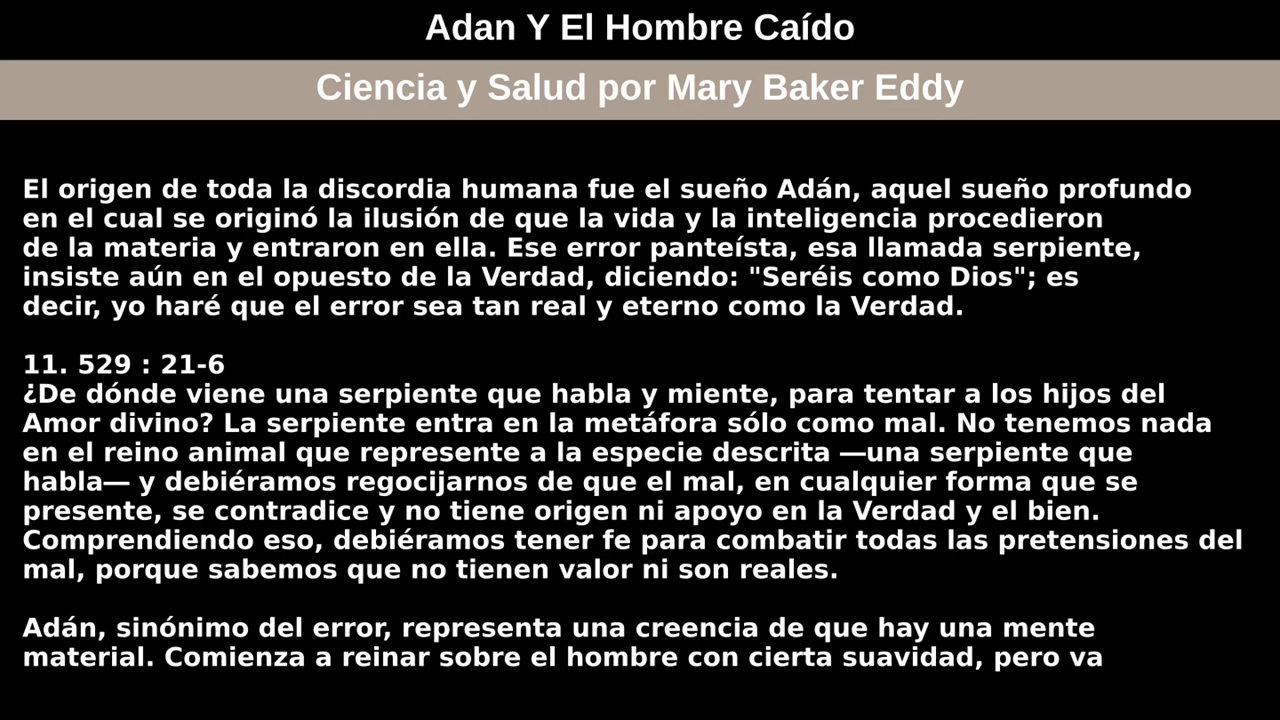 Adan Y El Hombre Caído
Ciencia y Salud por Mary Baker Eddy
El origen de toda la discordia humana fue el sueño Adán, aquel sueño profundo
en el cual se originó la ilusión de que la vida y la inteligencia procedieron
de la materia y entraron en ella. Ese error panteísta, esa llamada serpiente,
insiste aún en el opuesto de la Verdad, diciendo: "Seréis como Dios"; es
decir, yo haré que el error sea tan real y eterno como la Verdad.
11. 529 : 21-6
¿De dónde viene una serpiente que habla y miente, para tentar a los hijos del
Amor divino? La serpiente entra en la metáfora sólo como mal. No tenemos nada
en el reino animal que represente a la especie descrita —una serpiente que
habla— y debiéramos regocijarnos de que el mal, en cualquier forma que se
presente, se contradice y no tiene origen ni apoyo en la Verdad y el bien.
Comprendiendo eso, debiéramos tener fe para combatir todas las pretensiones del
mal, porque sabemos que no tienen valor ni son reales.
Adán, sinónimo del error, representa una creencia de que hay una mente
material. Comienza a reinar sobre el hombre con cierta suavidad, pero va